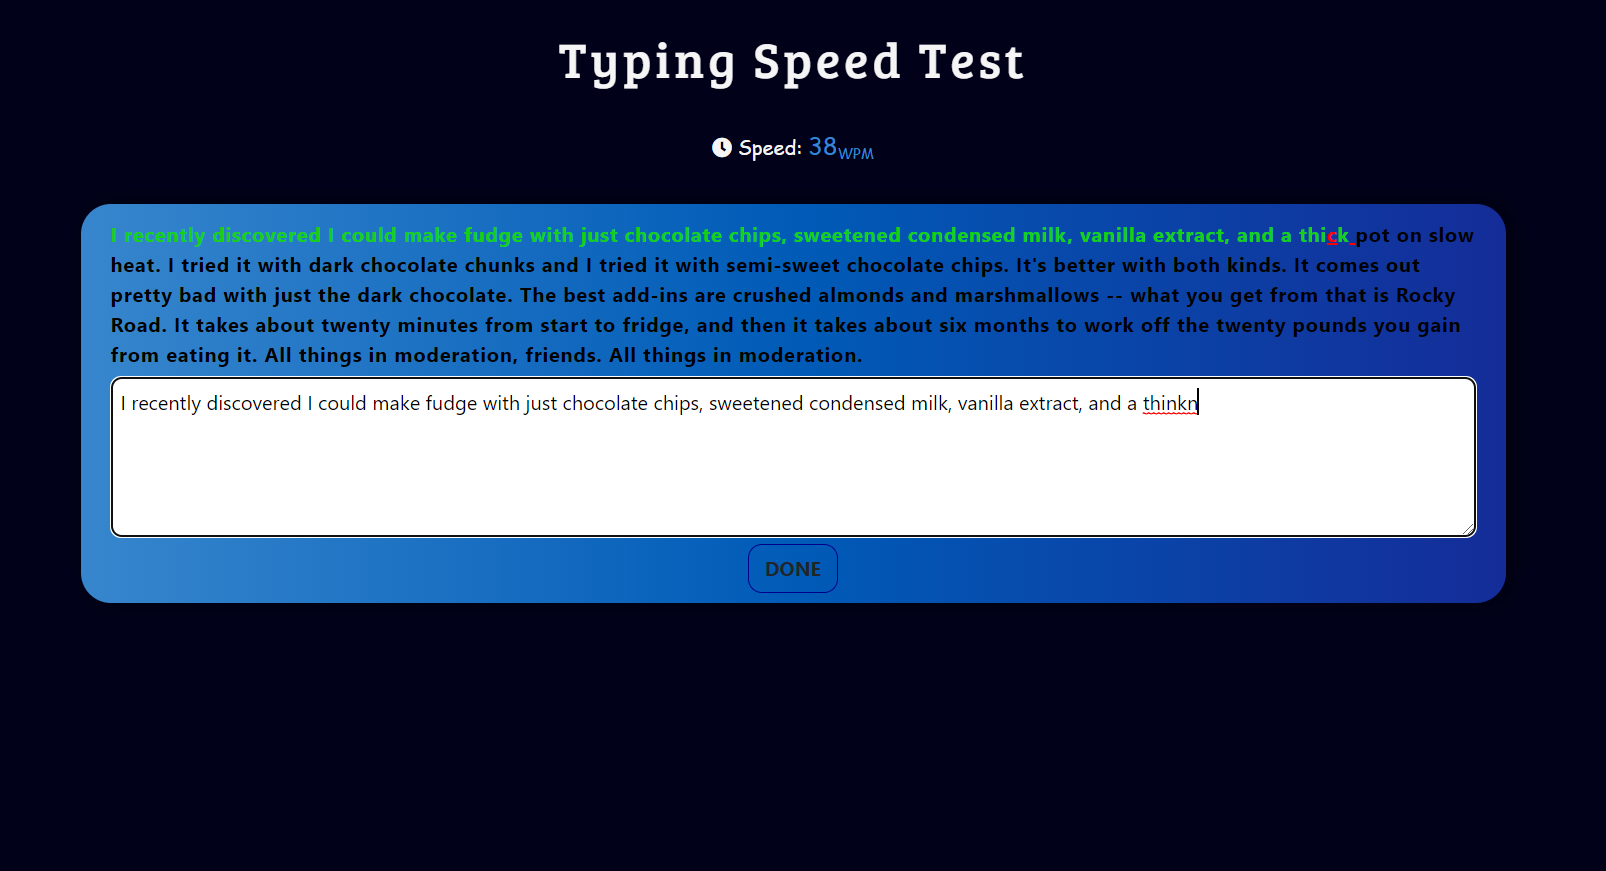 Typing Speed Test
Speed: 38WPM
I recently discovered I could make fudge with just chocolate chips, sweetened condensed milk, vanilla extract, and a thick pot on slow
heat. I tried it with dark chocolate chunks and I tried it with semi-sweet chocolate chips. It's better with both kinds. It comes out
pretty bad with just the dark chocolate. The best add-ins are crushed almonds and marshmallows -- what you get from that is Rocky
Road. It takes about twenty minutes from start to fridge, and then it takes about six months to work off the twenty pounds you gain
from eating it. All things in moderation, friends. All things in moderation.
I recently discovered I could make fudge with just chocolate chips, sweetened condensed milk, vanilla extract, and a thinkn
DONE